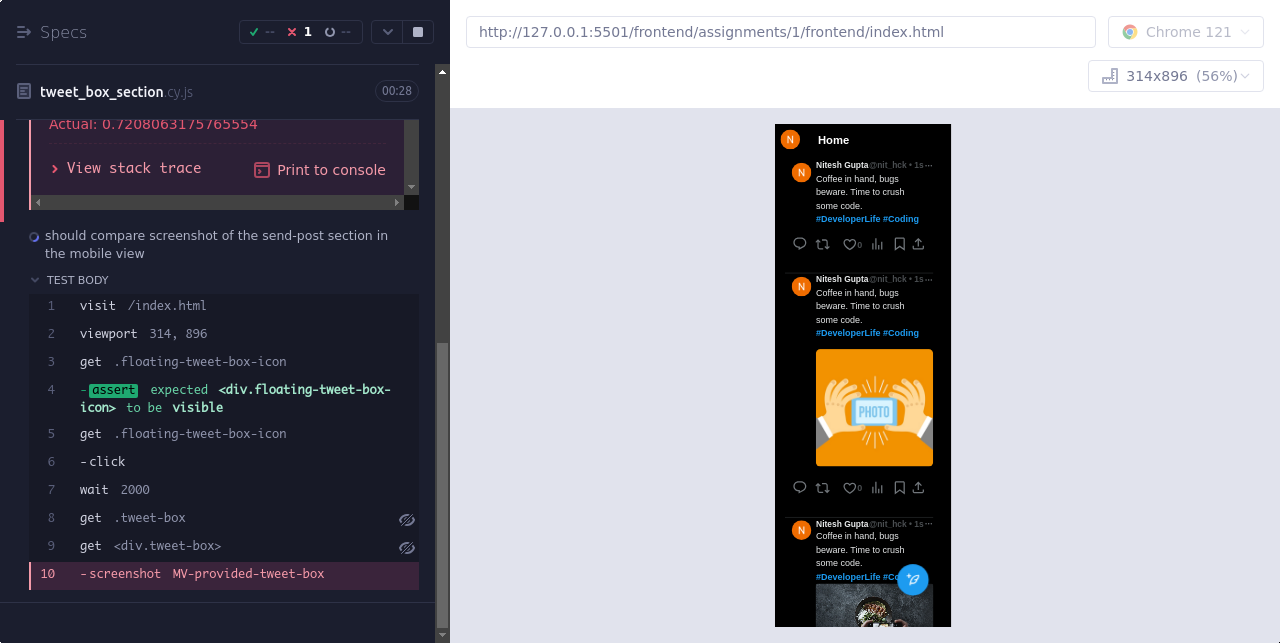 Specs
-- 1 --
http://127.0.0.1:5501/frontend/assignments/1/frontend/index.html
Chrome 121
314x896 (56%)
tweet_box_section.cy.js
00:28
Actual: 0.7208063175765554
View stack trace
Print to console
should compare screenshot of the send-post section in
the mobile view
TEST BODY
1 visit /index.html
2 viewport 314, 896
3 get .floating-tweet-box-icon
4 -assert expected <div.floating-tweet-box-
icon> to be visible
5 get .floating-tweet-box-icon
6 -click
7 wait 2000
8 get .tweet-box
9 get <div.tweet-box>
10 -screenshot MV-provided-tweet-box
N Home
N Nitesh Gupta@nit_hck • 1s···
Coffee in hand, bugs
beware. Time to crush
some code.
#DeveloperLife #Coding
0
N Nitesh Gupta@nit_hck • 1s···
Coffee in hand, bugs
beware. Time to crush
some code.
#DeveloperLife #Coding
PHOTO
0
N Nitesh Gupta@nit_hck • 1s···
Coffee in hand, bugs
beware. Time to crush
some code.
#DeveloperLife #Co